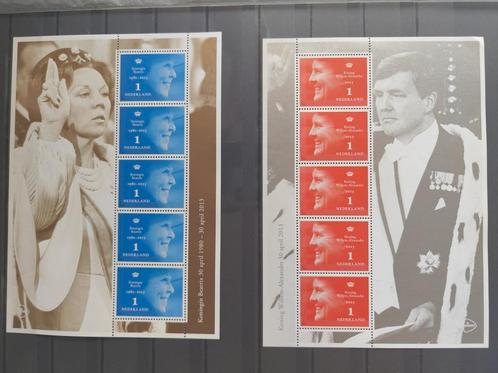 Koningin
Beatrix
1980-2013
1
NEDERLAND
Koningin
Beatrix
1980-2013
1
NEDERLAND
Koningin
Beatrix
1980-2013
1
NEDERLAND
Koningin
Beatrix
1980-2013
1
NEDERLAND
Koningin
Beatrix
1980-2013
1
NEDERLAND
Koningin Beatrix 30 april 1980 - 30 april 2013
Koning Willem-Alexander 30 april 2013
Koning
Willem-Alexander
2013
1
NEDERLAND
Koning
Willem-Alexander
2013
1
NEDERLAND
Koning
Willem-Alexander
2013
1
NEDERLAND
Koning
Willem-Alexander
2013
1
NEDERLAND
Koning
Willem-Alexander
2013
1
NEDERLAND